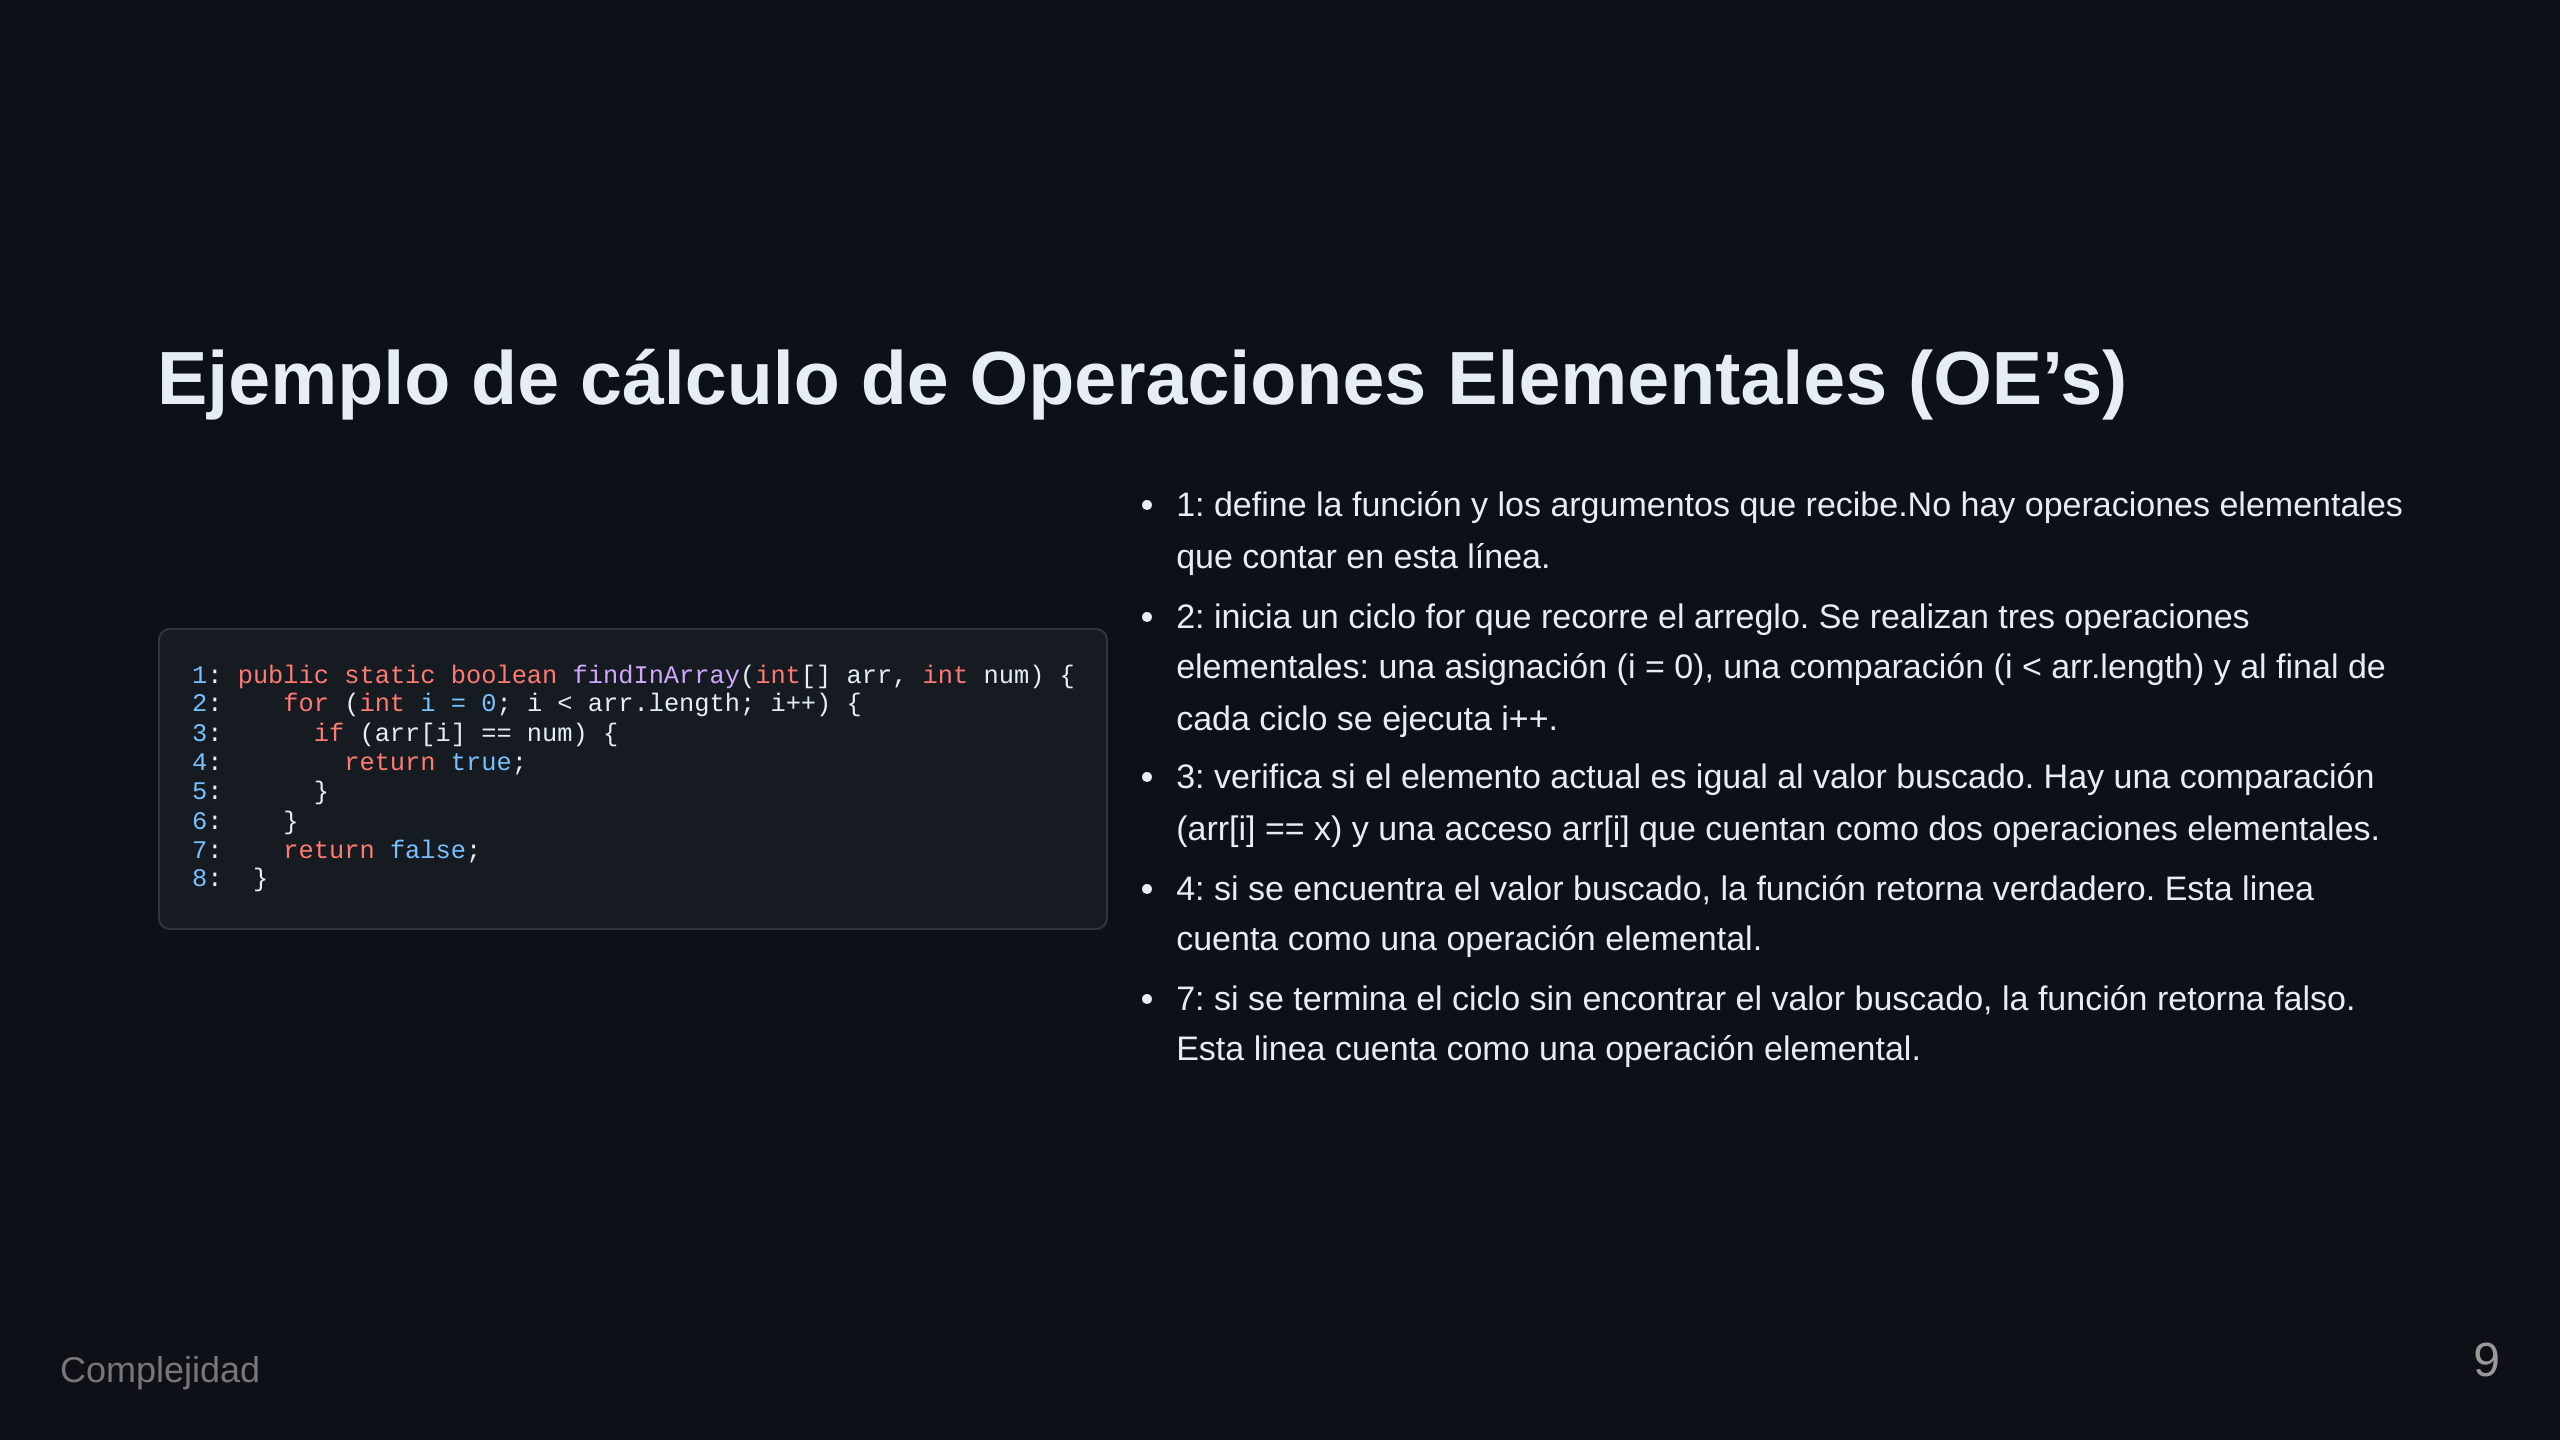 Ejemplo de cálculo de Operaciones Elementales (OE’s)
1: public static boolean findInArray(int[] arr, int num) {
2:    for (int i = 0; i < arr.length; i++) {
3:      if (arr[i] == num) {
4:        return true;
5:      }
6:    }
7:    return false;
8:  }
• 1: define la función y los argumentos que recibe.No hay operaciones elementales
que contar en esta línea.
• 2: inicia un ciclo for que recorre el arreglo. Se realizan tres operaciones
elementales: una asignación (i = 0), una comparación (i < arr.length) y al final de
cada ciclo se ejecuta i++.
• 3: verifica si el elemento actual es igual al valor buscado. Hay una comparación
(arr[i] == x) y una acceso arr[i] que cuentan como dos operaciones elementales.
• 4: si se encuentra el valor buscado, la función retorna verdadero. Esta linea
cuenta como una operación elemental.
• 7: si se termina el ciclo sin encontrar el valor buscado, la función retorna falso.
Esta linea cuenta como una operación elemental.
Complejidad
9